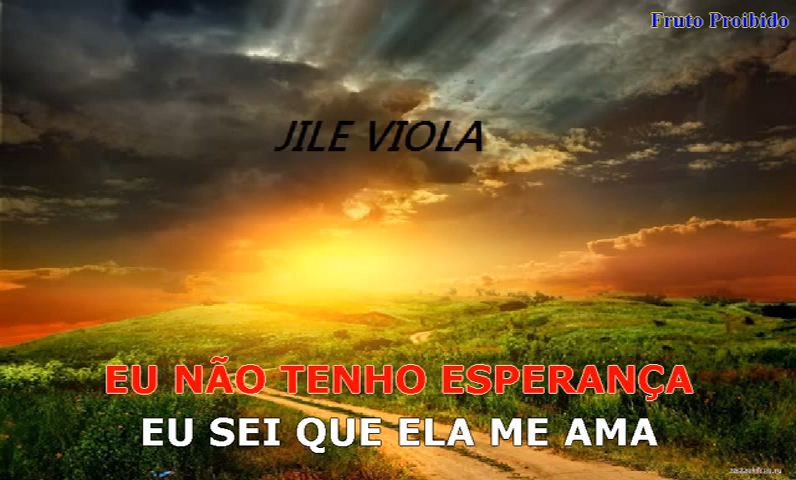 Fruto Proibido
JILE VIOLA
EU NÃO TENHO ESPERANÇA
EU SEI QUE ELA ME AMA